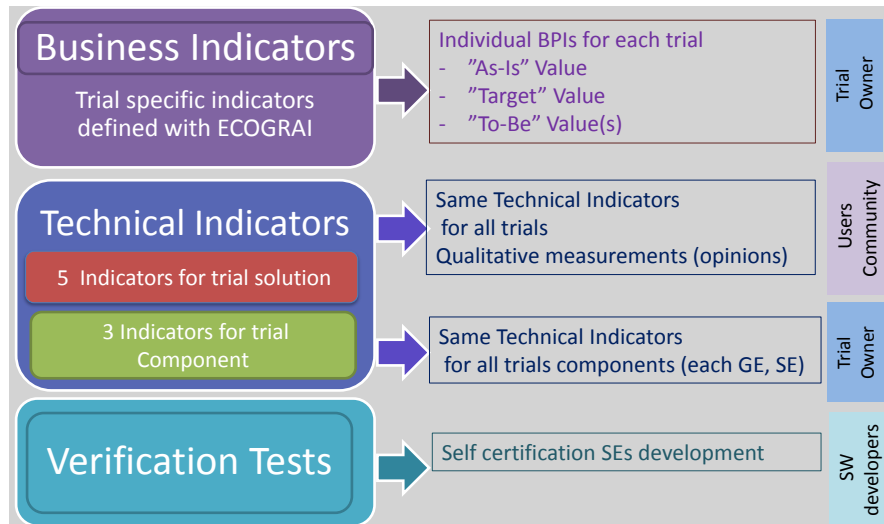 Business Indicators
Trial specific indicators
defined with ECOGRAI
Individual BPIs for each trial
- ”As-Is” Value
- ”Target” Value
- ”To-Be” Value(s)
Trial
Owner
Technical Indicators
5 Indicators for trial solution
Same Technical Indicators
for all trials
Qualitative measurements (opinions)
Users
Community
3 Indicators for trial
Component
Same Technical Indicators
for all trials components (each GE, SE)
Trial
Owner
Verification Tests
Self certification SEs development
SW
developers